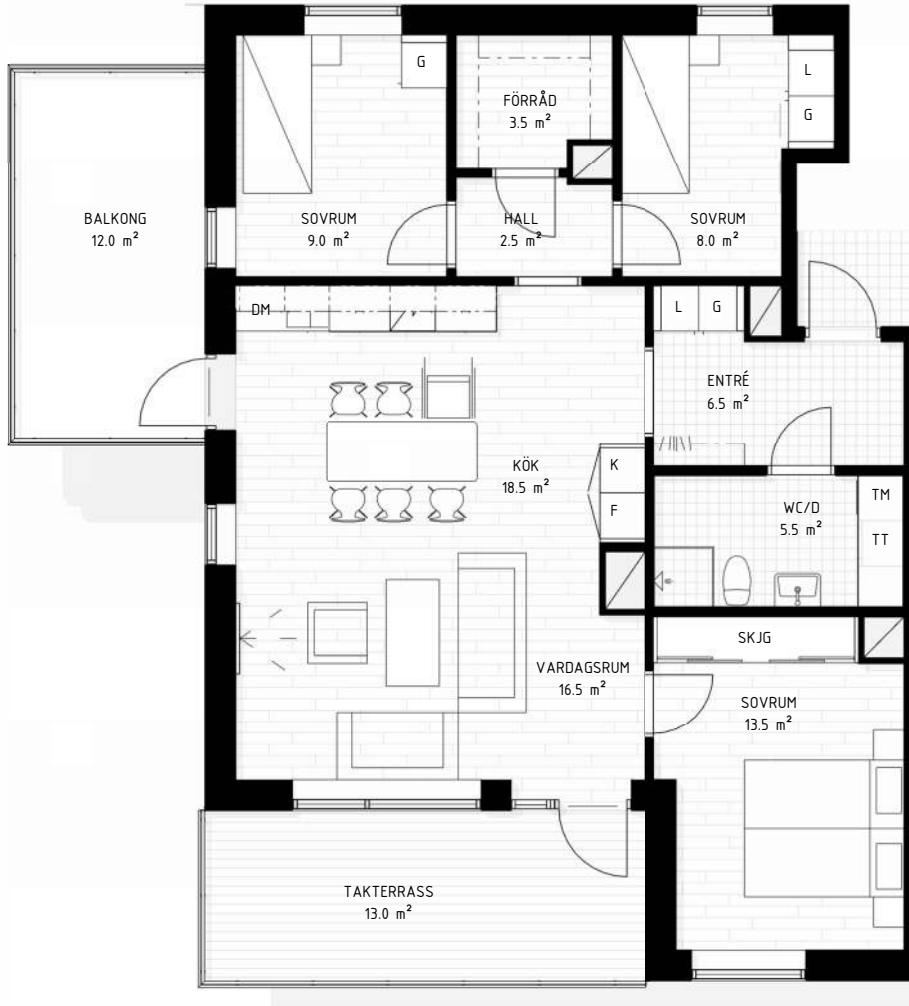 G
L
G
FÖRRÅD
3.5 m²
BALKONG
12.0 m²
SOVRUM
9.0 m²
HALL
2.5 m²
SOVRUM
8.0 m²
DM
L G
ENTRÉ
6.5 m²
KÖK
18.5 m²
K
F
WC/D
5.5 m²
TM
TT
SKJG
VARDAGSRUM
16.5 m²
SOVRUM
13.5 m²
TAKTERRASS
13.0 m²